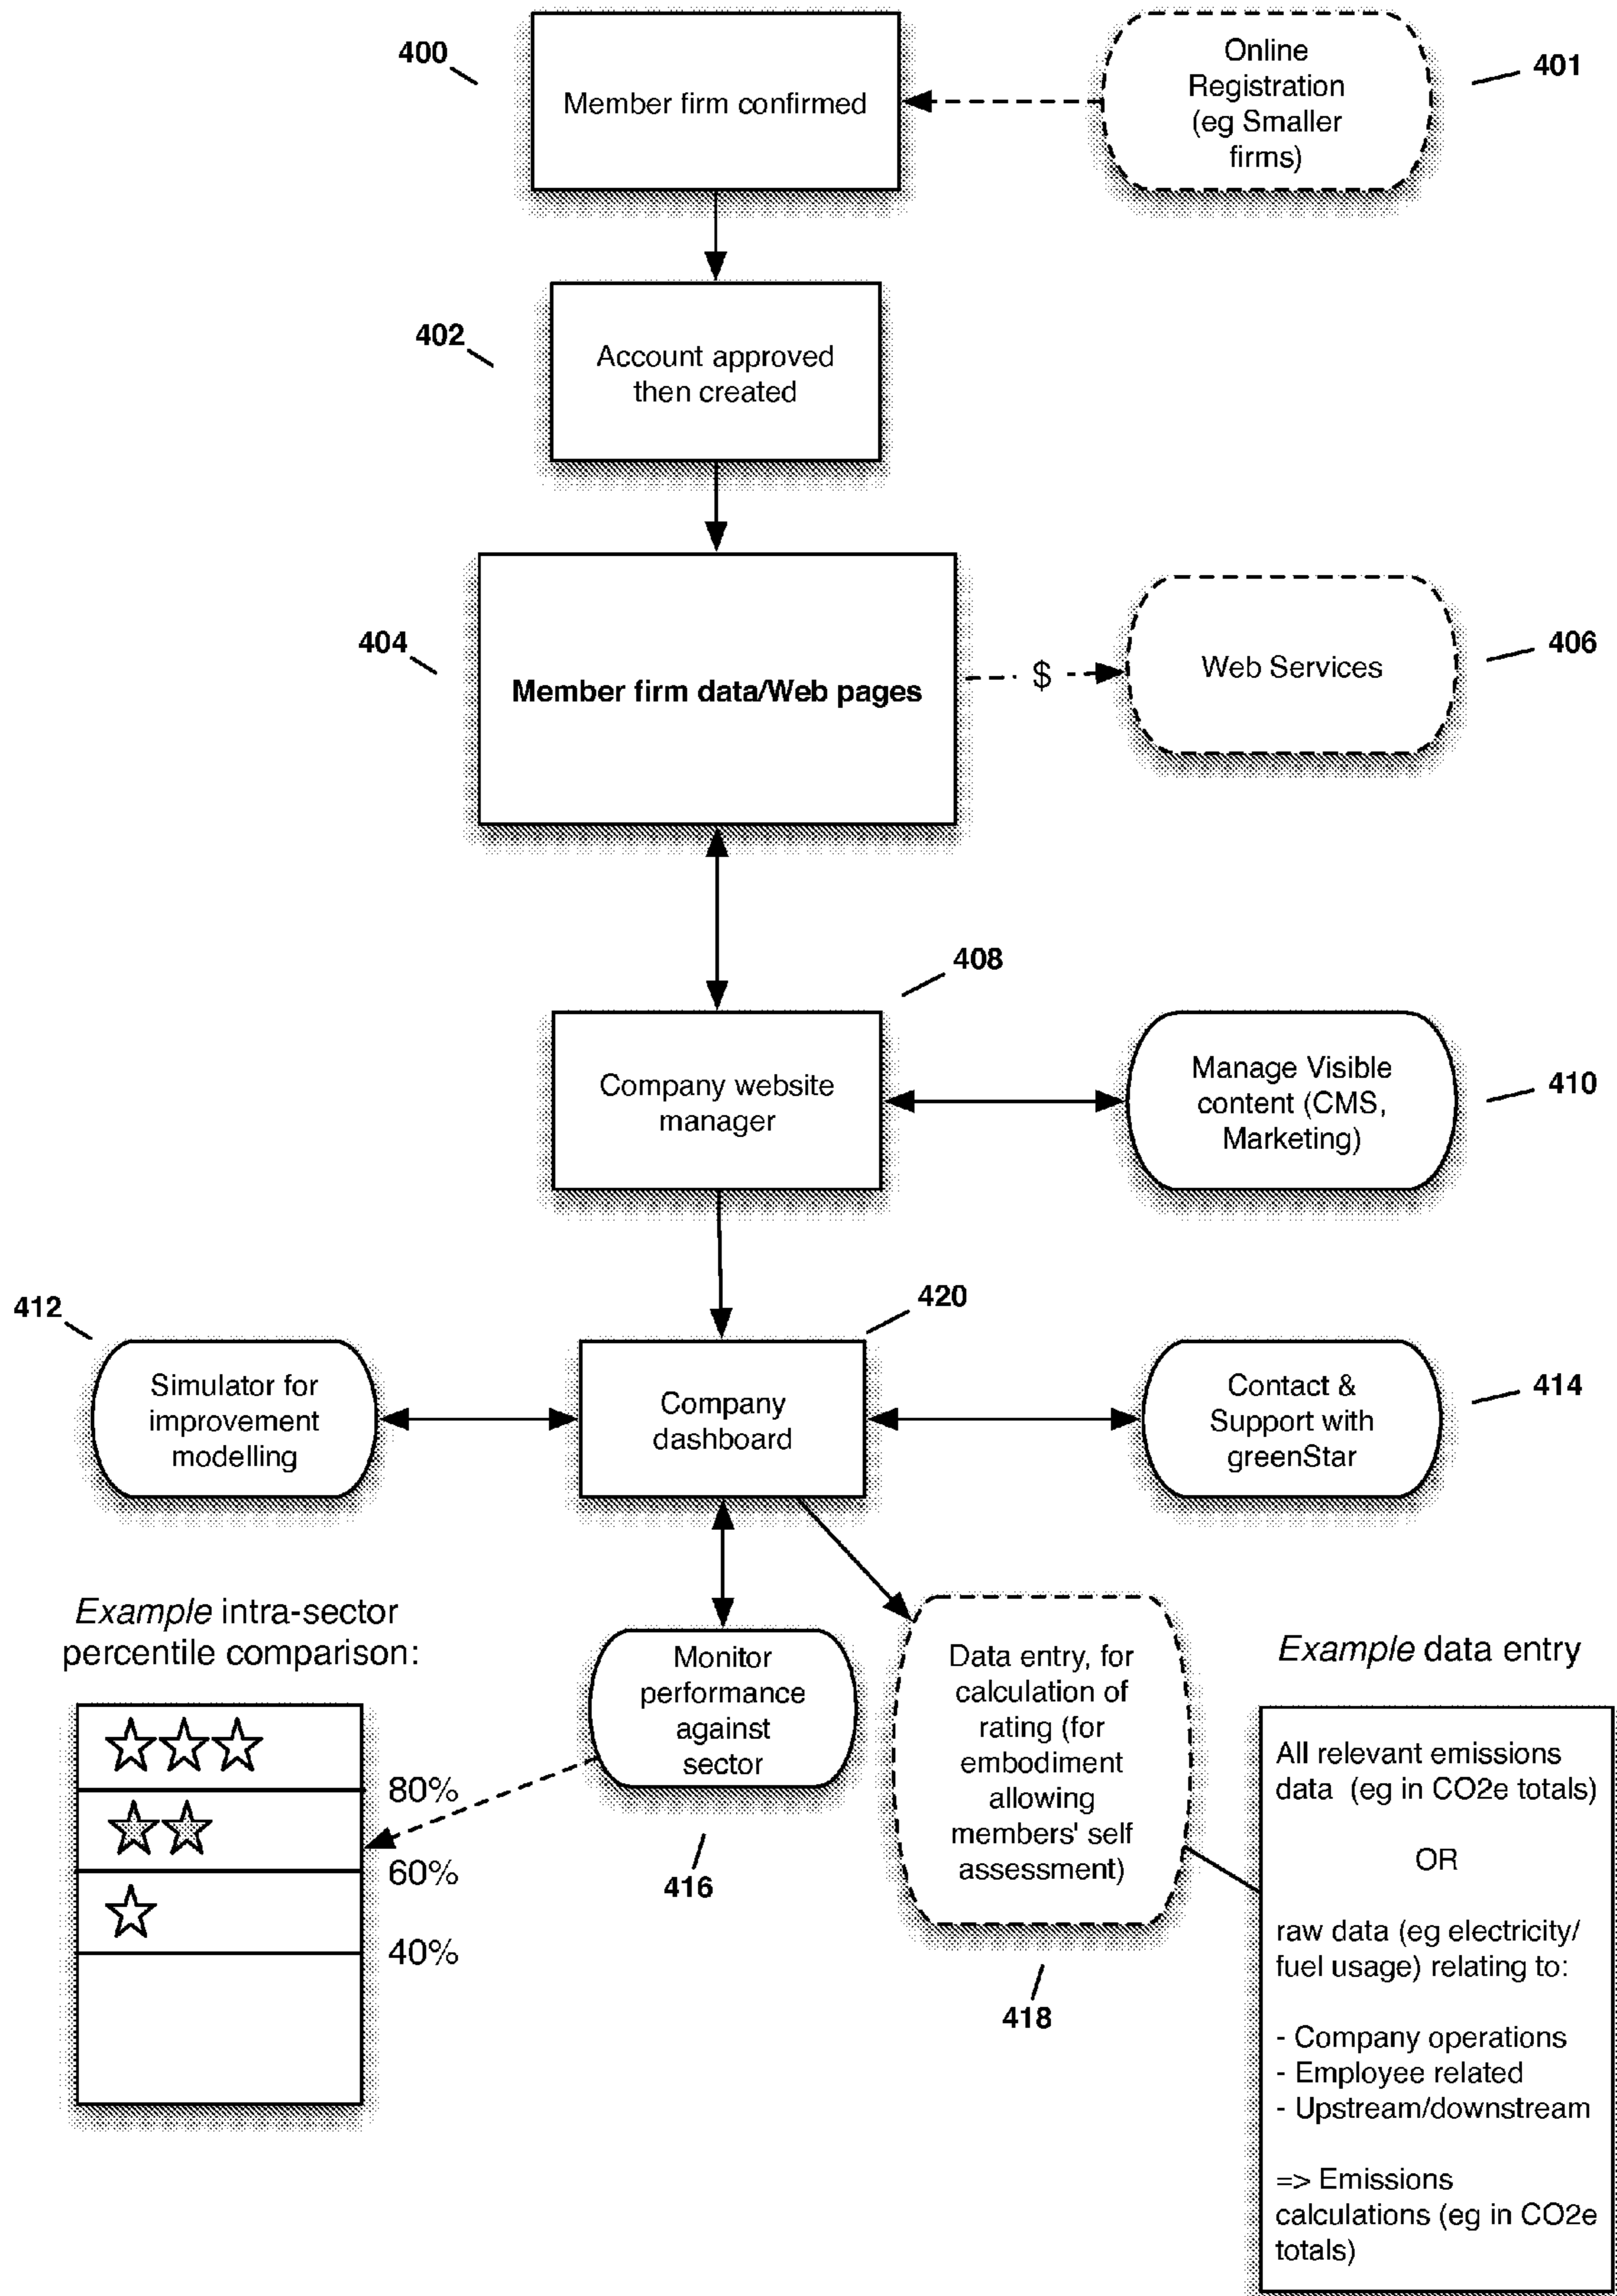 400
Member firm confirmed
Online
Registration
(eg Smaller
firms)
401
402
Account approved
then created
404
Member firm data/Web pages
$
Web Services
406
408
Company website
manager
Manage Visible
content (CMS,
Marketing)
410
412
Simulator for
improvement
modelling
420
Company
dashboard
Contact &
Support with
greenStar
414
Example intra-sector
percentile comparison:
80%
60%
40%
Monitor
performance
against
sector
416
Data entry, for
calculation of
rating (for
embodiment
allowing
members' self
assessment)
418
Example data entry
All relevant emissions
data (eg in CO2e totals)
OR
raw data (eg electricity/
fuel usage) relating to:
- Company operations
- Employee related
- Upstream/downstream
=> Emissions
calculations (eg in CO2e
totals)